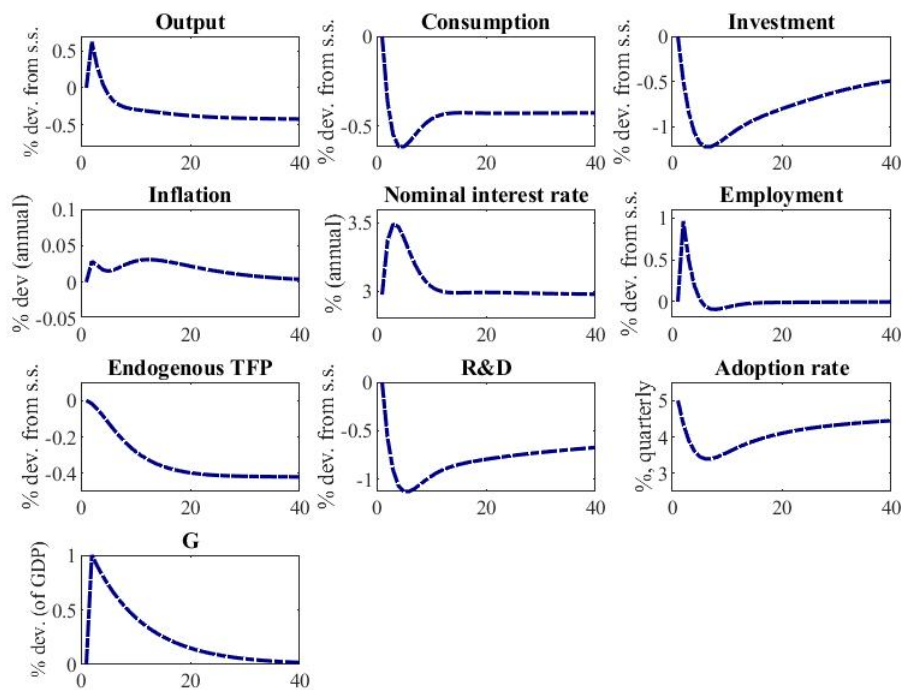 Output
% dev. from s.s.
0.5
0
-0.5
0 20 40
Consumption
% dev. from s.s.
0
-0.5
0 20 40
Investment
% dev. from s.s.
0
-0.5
-1
0 20 40
Inflation
% dev (annual)
0.1
0.05
0
-0.05
0 20 40
Nominal interest rate
% (annual)
3.5
3
0 20 40
Employment
% dev. from s.s.
1
0.5
0
0 20 40
Endogenous TFP
% dev. from s.s.
0
-0.2
-0.4
0 20 40
R&D
% dev. from s.s.
0
-0.5
-1
0 20 40
Adoption rate
%, quarterly
5
4
3
0 20 40
G
% dev. (of GDP)
1
0.5
0
0 20 40